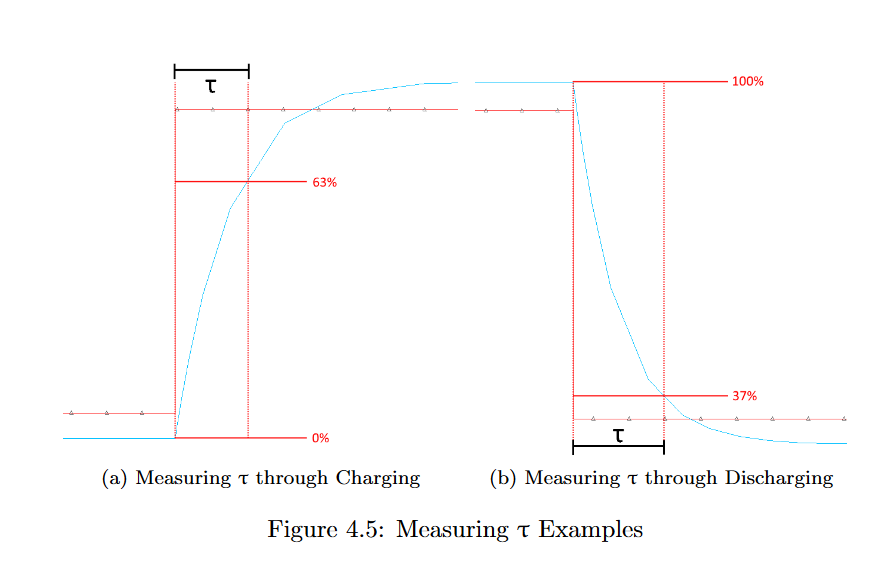 τ
63%
0%
100%
37%
τ
(a) Measuring τ through Charging
(b) Measuring τ through Discharging
Figure 4.5: Measuring τ Examples